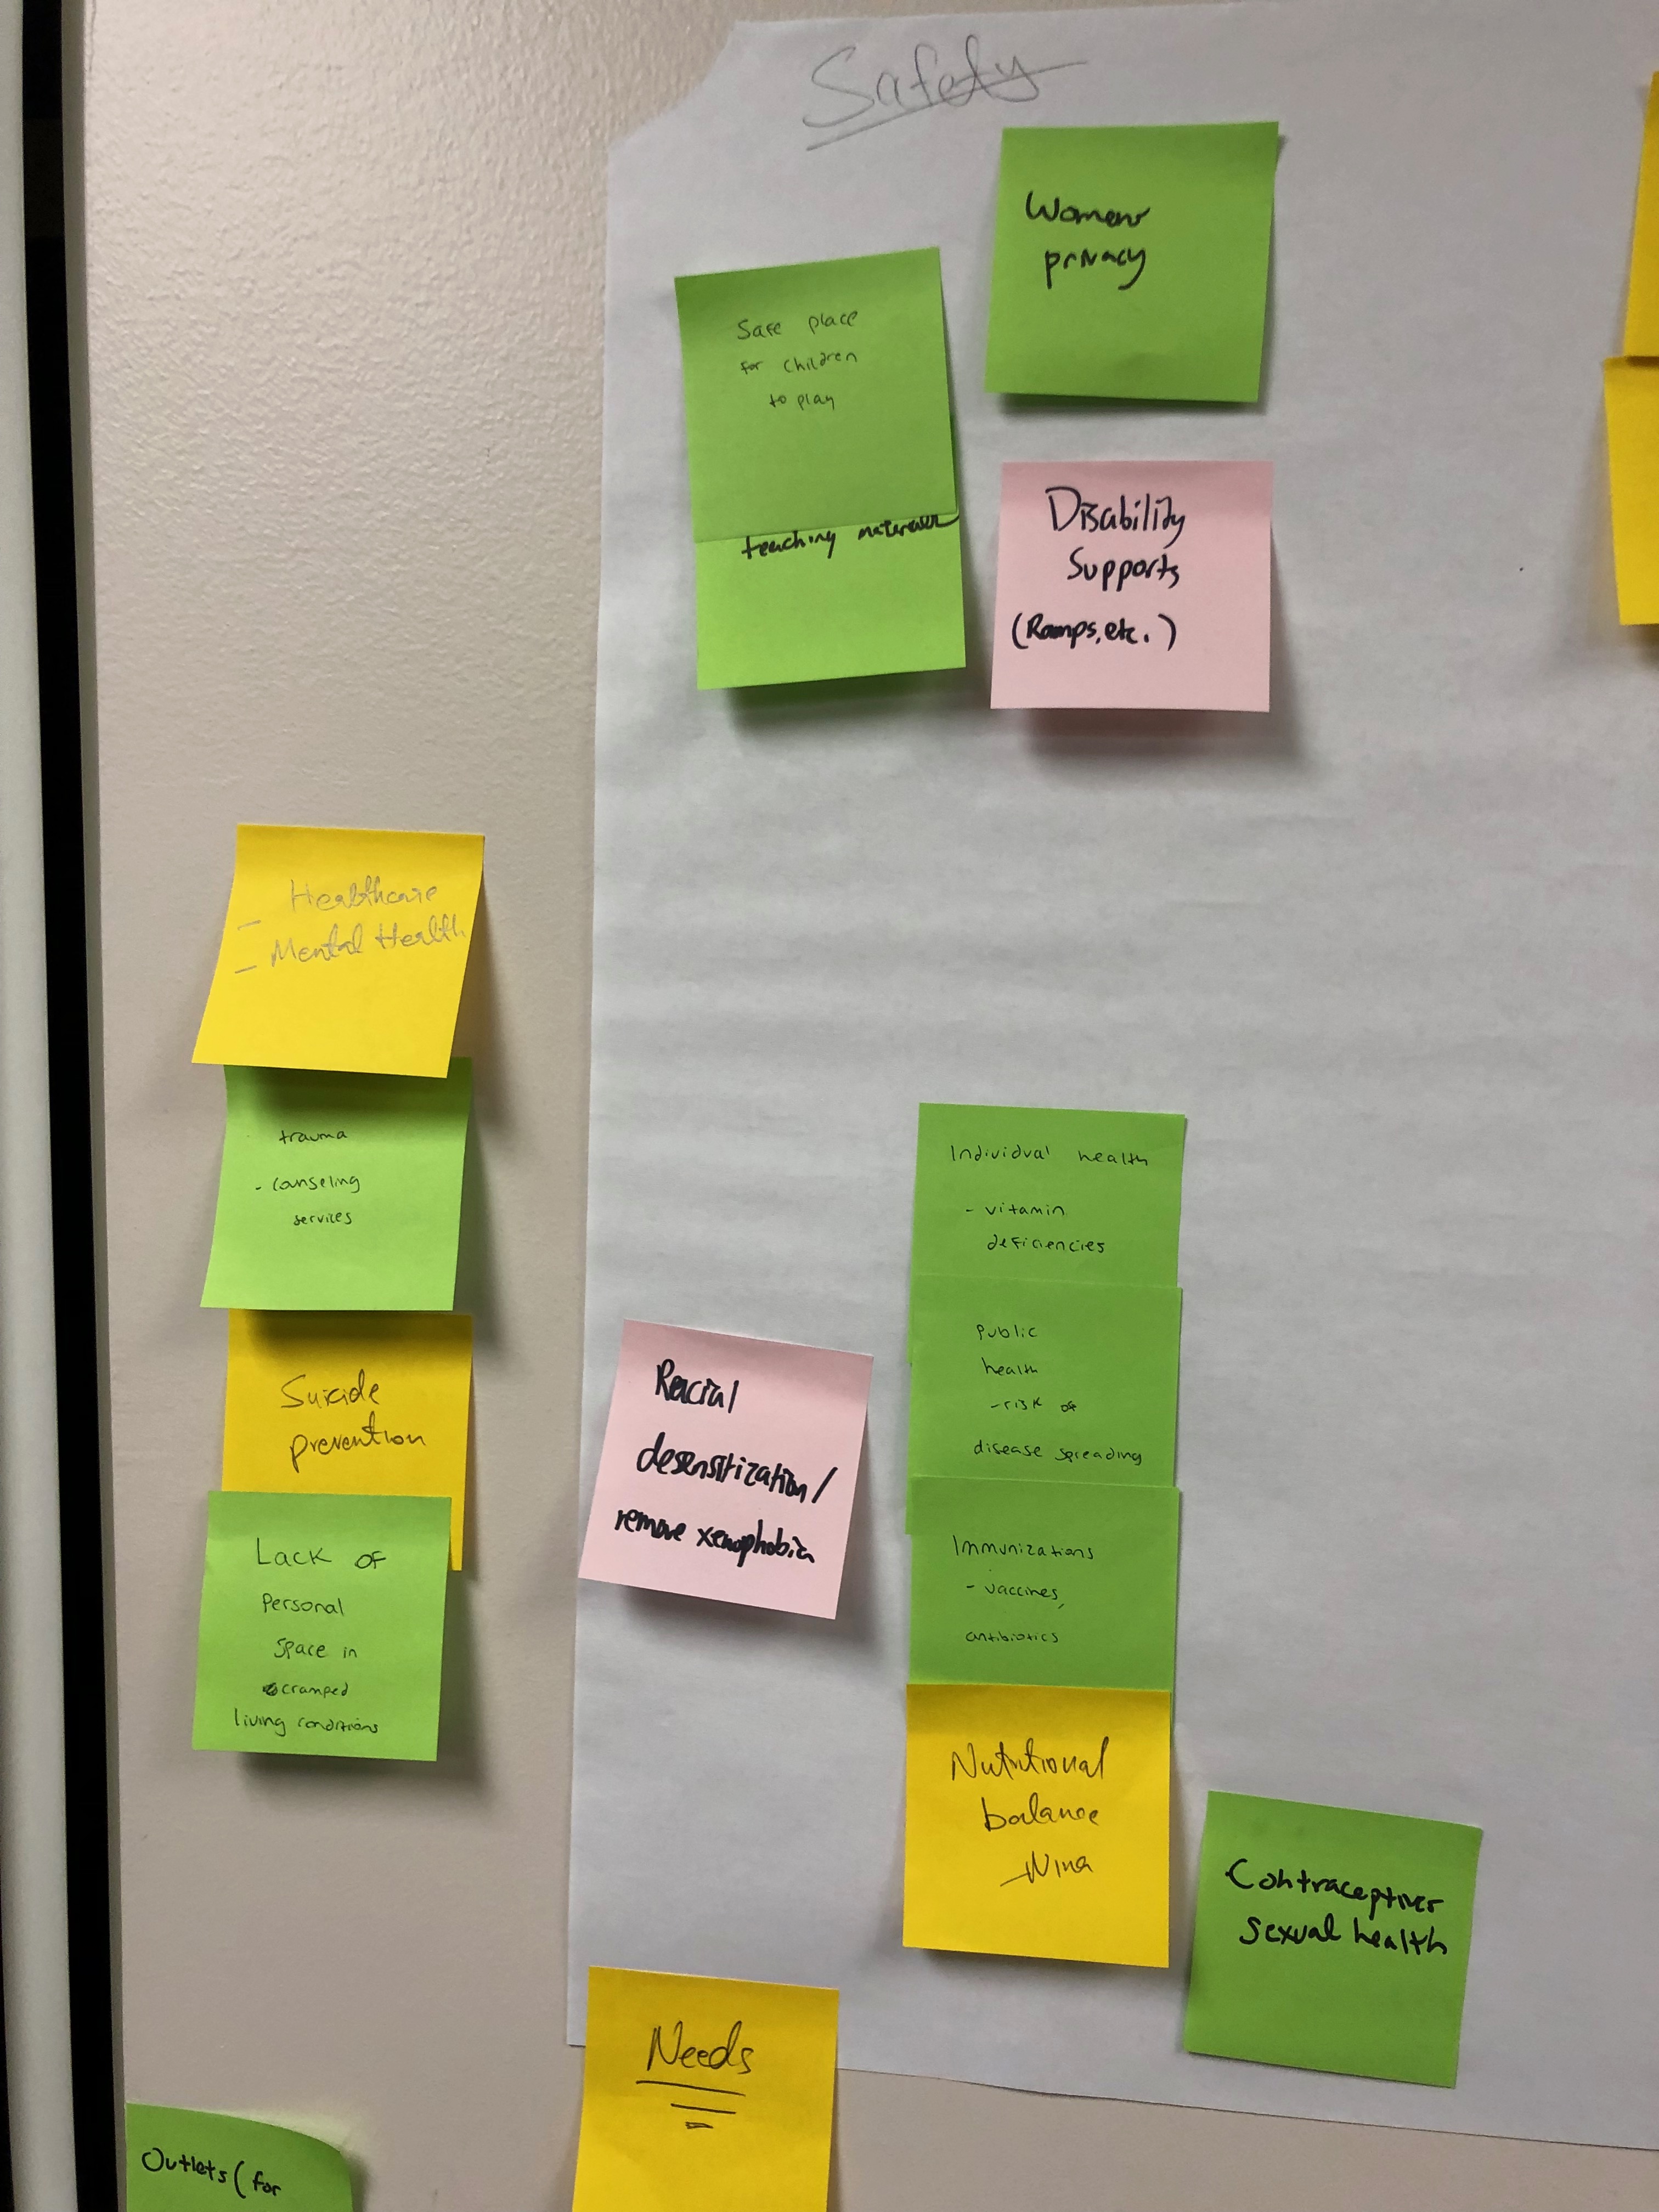 Safety
Womens
privacy
Safe place
for children
to play
teaching materials
Disability
Supports
(Ramps, etc.)
- Healthcare
- Mental Health
trauma
- counseling
services
Suicide
prevention
Lack of
personal
space in
cramped
living conditions
Racial
desensitization/
remove xenophobia
Individual health
- vitamin
deficiencies
Public
health
- risk of
disease spreading
Immunizations
- vaccines,
antibiotics
Nutritional
balance
-Nina
Contraceptives
sexual health
Needs
Outlets (for